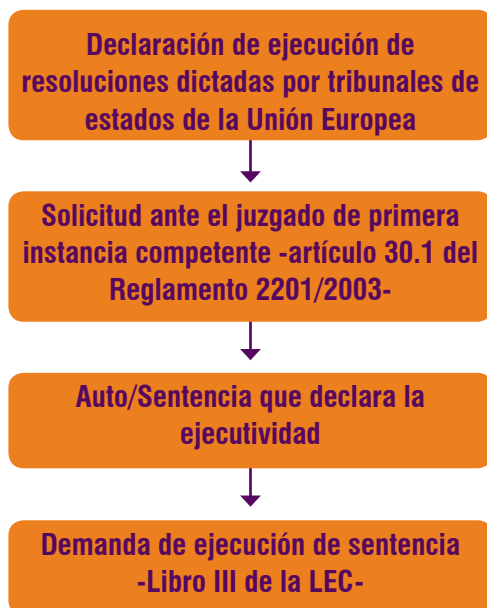 Declaración de ejecución de
resoluciones dictadas por tribunales de
estados de la Unión Europea
Solicitud ante el juzgado de primera
instancia competente -artículo 30.1 del
Reglamento 2201/2003-
Auto/Sentencia que declara la
ejecutividad
Demanda de ejecución de sentencia
-Libro III de la LEC-